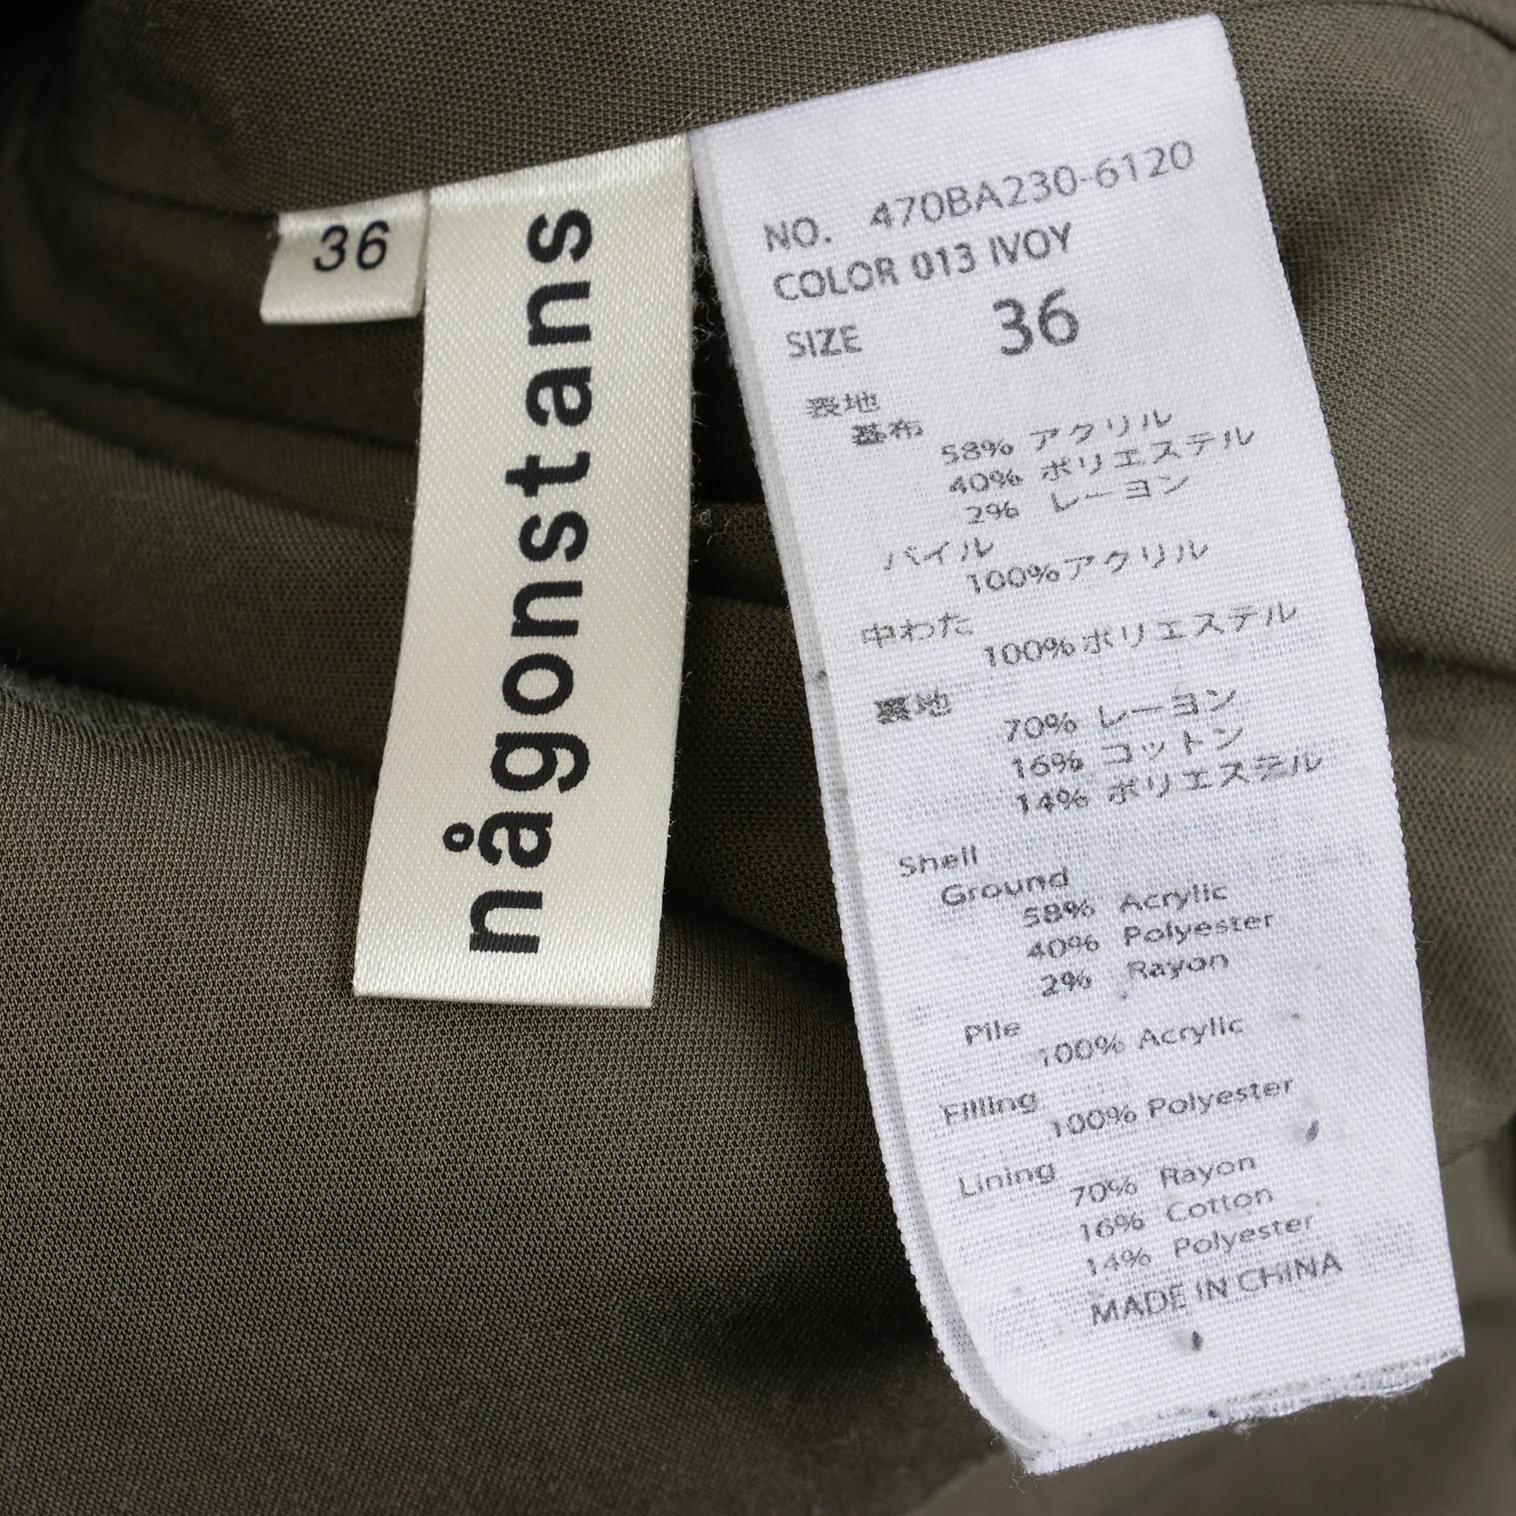 36
någonstans
NO. 470BA230-6120
COLOR 013 IVOY
SIZE 36
表地
基布
58% アクリル
40% ポリエステル
2% レーヨン
パイル
100%アクリル
中わた
100%ポリエステル
裏地
70% レーヨン
16% コットン
14% ポリエステル
Shell
Ground
58% Acrylic
40% Polyester
2% Rayon
Pile
100% Acrylic
Filling
100% Polyester
Lining
70% Rayon
16% Cotton
14% Polyester
MADE IN CHINA